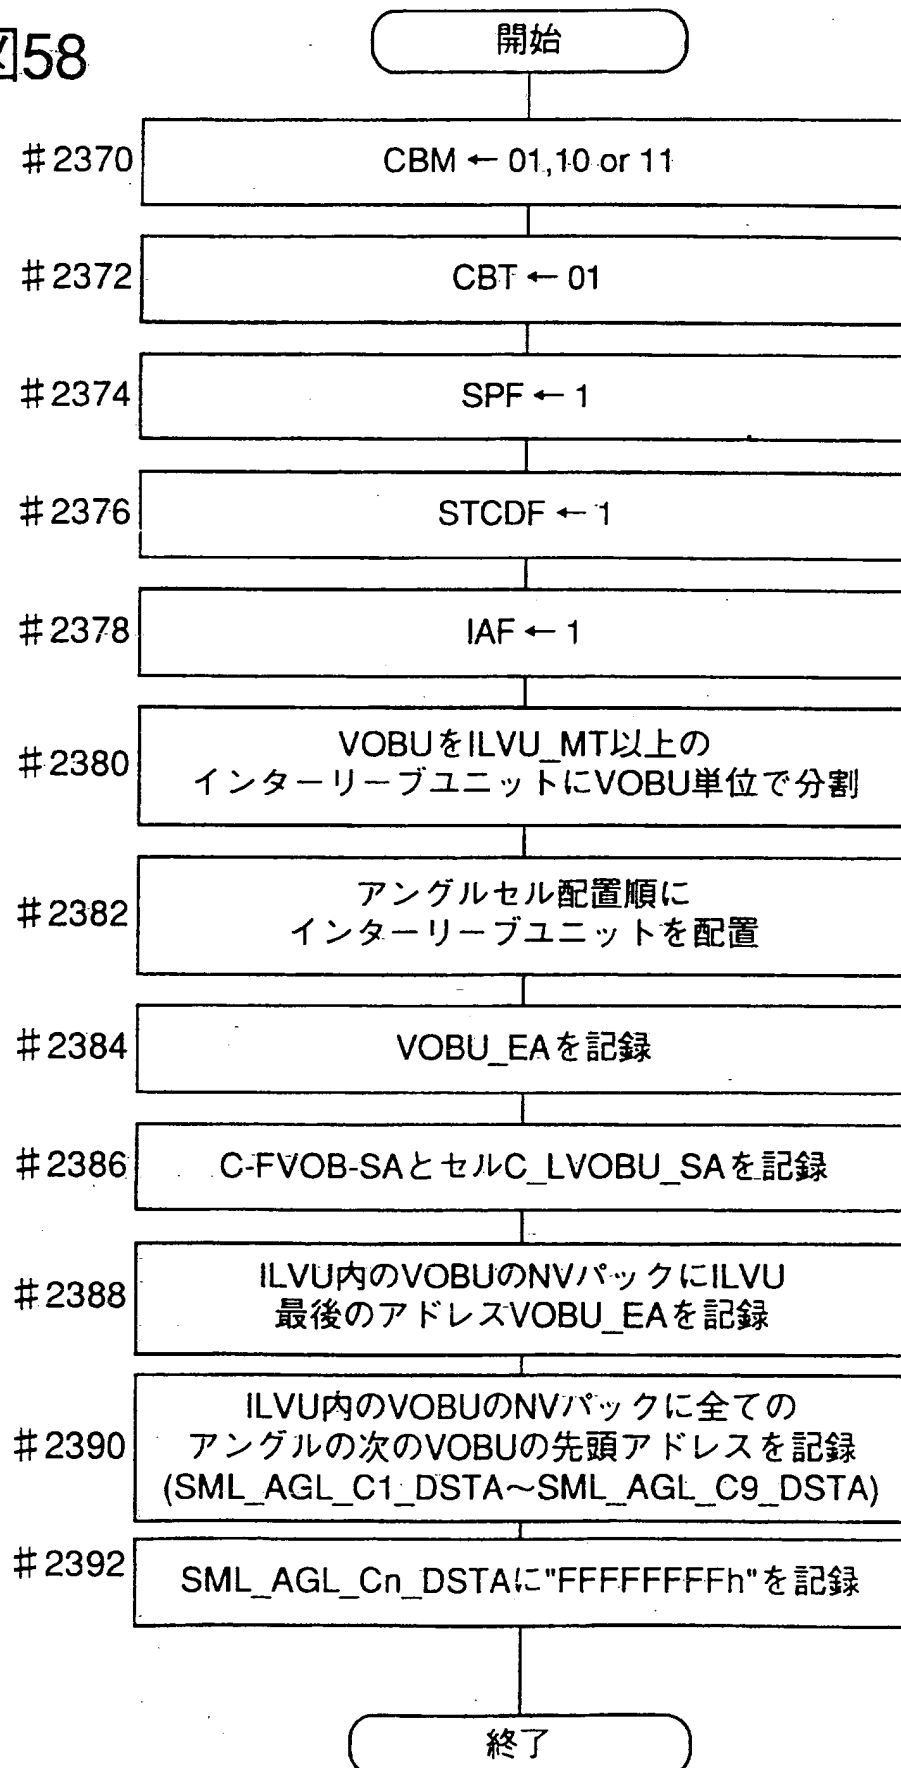 図58
開始
#2370
CBM ← 01,10 or 11
#2372
CBT ← 01
#2374
SPF ← 1
#2376
STCDF ← 1
#2378
IAF ← 1
#2380
VOBUをILVU_MT以上の
インターリーブユニットにVOBU単位で分割
#2382
アングルセル配置順に
インターリーブユニットを配置
#2384
VOBU_EAを記録
#2386
C-FVOB-SAとセルC_LVOBU_SAを記録
#2388
ILVU内のVOBUのNVパックにILVU
最後のアドレスVOBU_EAを記録
#2390
ILVU内のVOBUのNVパックに全ての
アングルの次のVOBUの先頭アドレスを記録
(SML_AGL_C1_DSTA～SML_AGL_C9_DSTA)
#2392
SML_AGL_Cn_DSTAに"FFFFFFFFh"を記録
終了